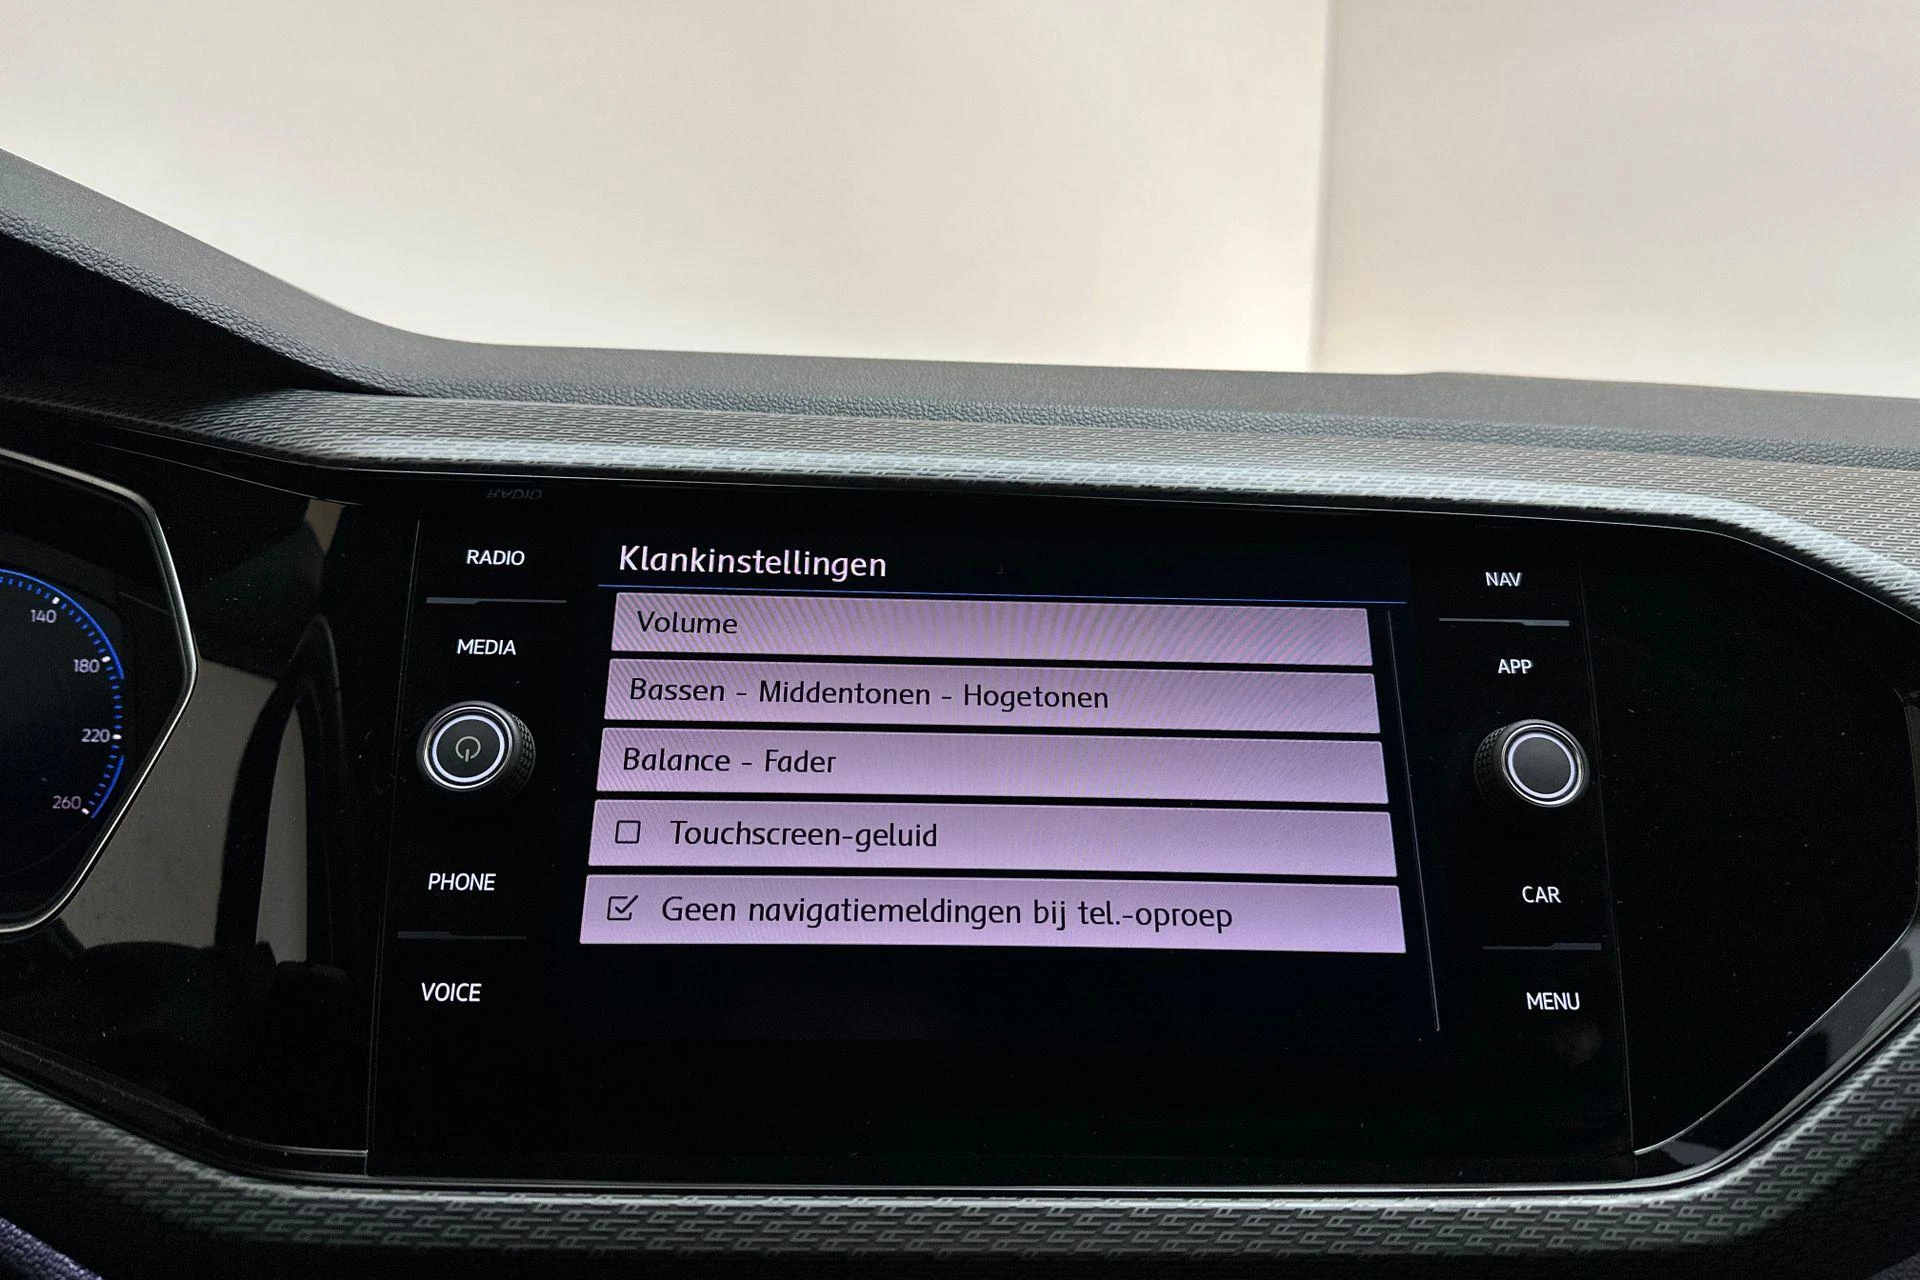 RADIO
MEDIA
PHONE
VOICE
Klankinstellingen
Volume
Bassen - Middentonen - Hogetonen
Balance - Fader
Touchscreen-geluid
Geen navigatiemeldingen bij tel.-oproep
NAV
APP
CAR
MENU
140
180
220
260